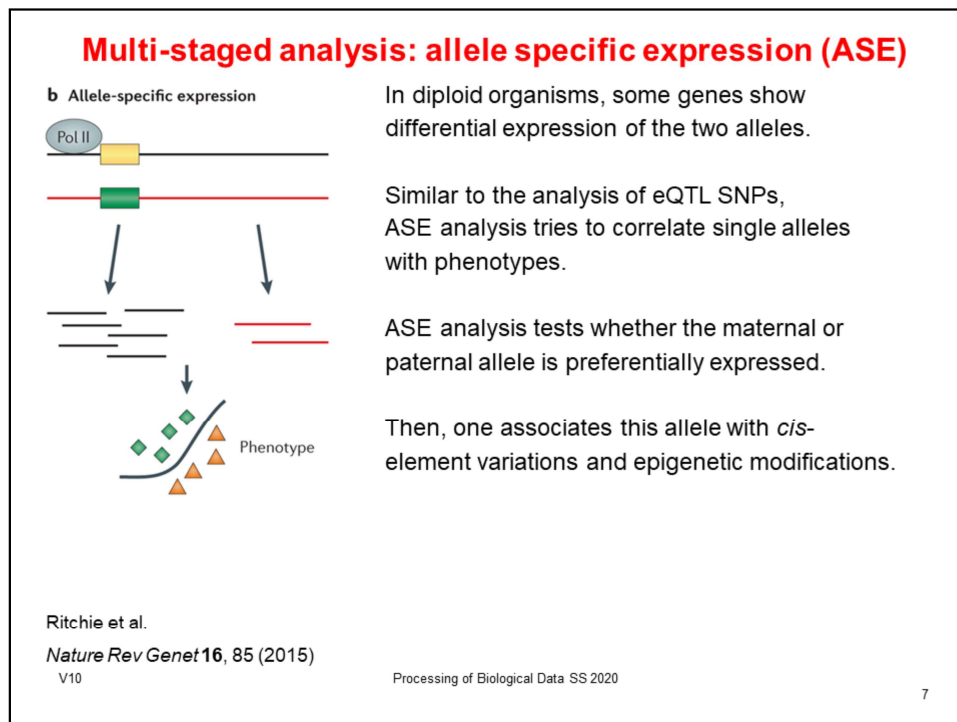 Multi-staged analysis: allele specific expression (ASE)
b Allele-specific expression
Pol II
Phenotype
In diploid organisms, some genes show
differential expression of the two alleles.
Similar to the analysis of eQTL SNPs,
ASE analysis tries to correlate single alleles
with phenotypes.
ASE analysis tests whether the maternal or
paternal allele is preferentially expressed.
Then, one associates this allele with cis-
element variations and epigenetic modifications.
Ritchie et al.
Nature Rev Genet 16, 85 (2015)
V10
Processing of Biological Data SS 2020
7